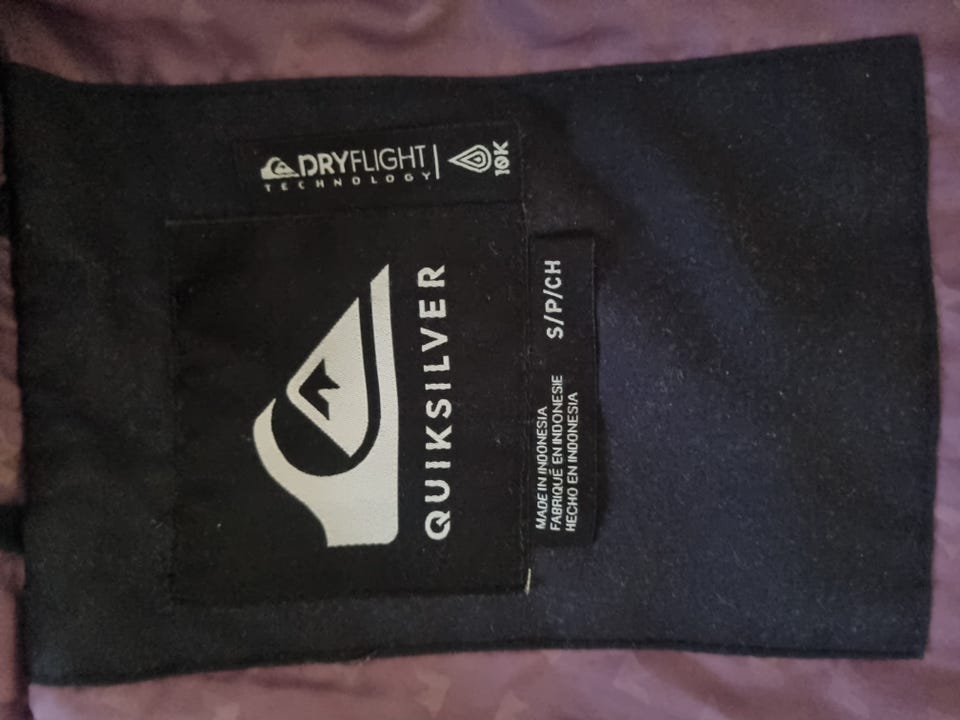 DRYFLIGHT
TECHNOLOGY
10K
QUIKSILVER
S/P/CH
MADE IN INDONESIA
FABRIQUÉ EN INDONESIE
HECHO EN INDONESIA